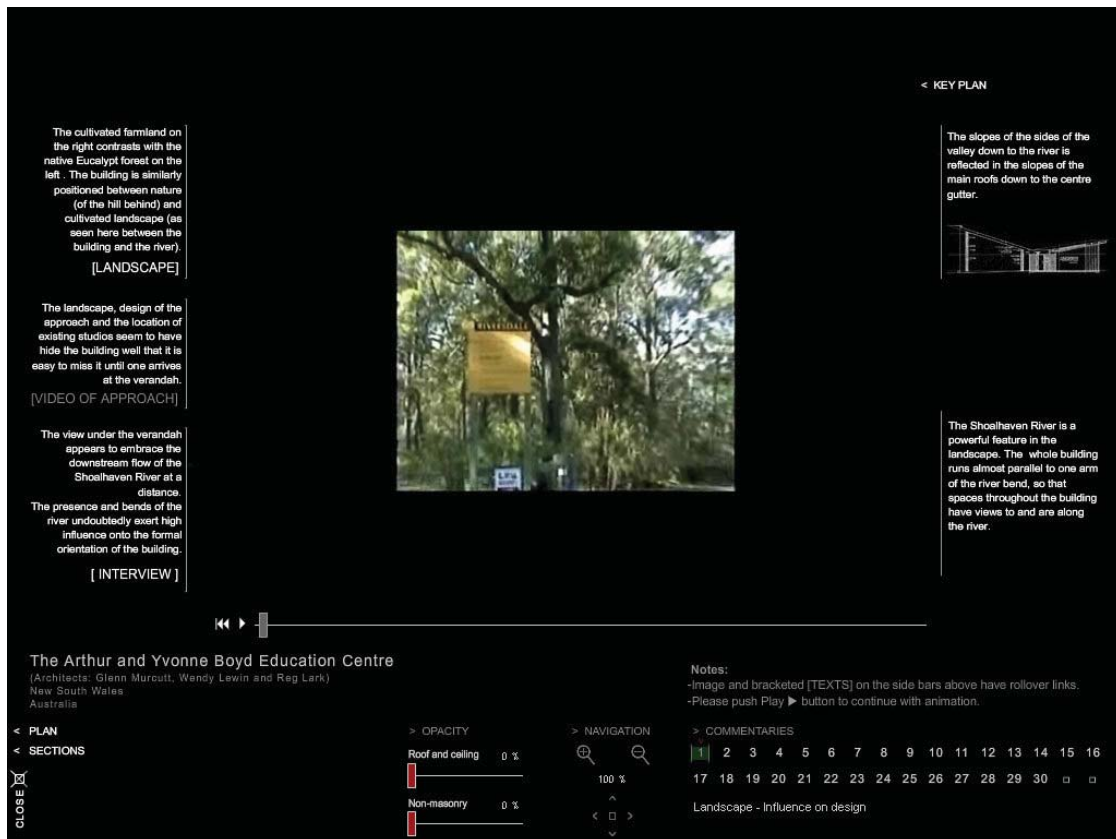 < KEY PLAN
The cultivated farmland on
the right contrasts with the
native Eucalypt forest on the
left . The building is similarly
positioned between nature
(of the hill behind) and
cultivated landscape (as
seen here between the
building and the river).
[LANDSCAPE]
The landscape, design of the
approach and the location of
existing studios seem to have
hide the building well that it is
easy to miss it until one arrives
at the verandah.
[VIDEO OF APPROACH]
The view under the verandah
appears to embrace the
downstream flow of the
Shoalhaven River at a
distance.
The presence and bends of the
river undoubtedly exert high
influence onto the formal
orientation of the building.
[ INTERVIEW ]
RIVERSDALE
The slopes of the sides of the
valley down to the river is
reflected in the slopes of the
main roofs down to the centre
gutter.
The Shoalhaven River is a
powerful feature in the
landscape. The whole building
runs almost parallel to one arm
of the river bend, so that
spaces throughout the building
have views to and are along
the river.
The Arthur and Yvonne Boyd Education Centre
(Architects: Glenn Murcutt, Wendy Lewin and Reg Lark)
New South Wales
Australia
Notes:
-Image and bracketed [TEXTS] on the side bars above have rollover links.
-Please push Play ▶ button to continue with animation.
< PLAN
< SECTIONS
CLOSE
> OPACITY
Roof and ceiling 0 %
Non-masonry 0 %
> NAVIGATION
100 %
> COMMENTARIES
1 2 3 4 5 6 7 8 9 10 11 12 13 14 15 16
17 18 19 20 21 22 23 24 25 26 27 28 29 30
Landscape - Influence on design